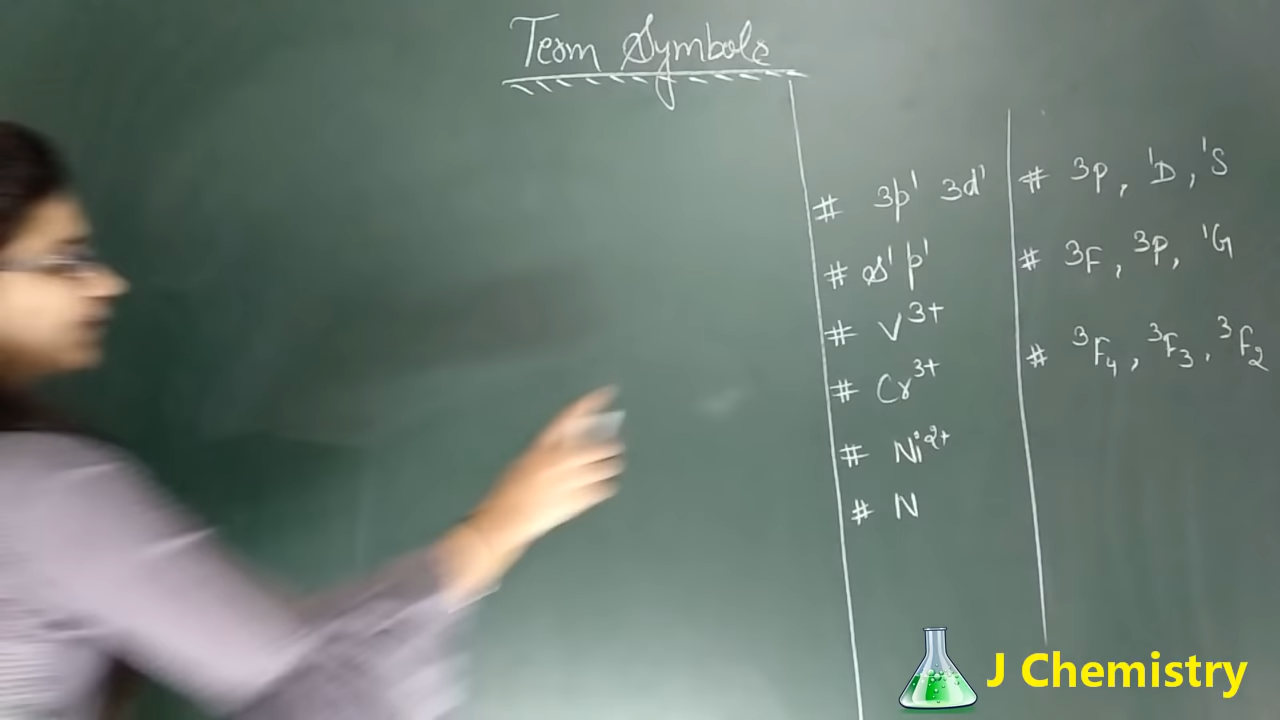 Term Symbols
# 3p¹ 3d¹
# s¹ p¹
# V³⁺
# Cr³⁺
# Ni²⁺
# N
# ³P, ¹D, ¹S
# ³F, ³P, ¹G
# ³F₄, ³F₃, ³F₂
J Chemistry